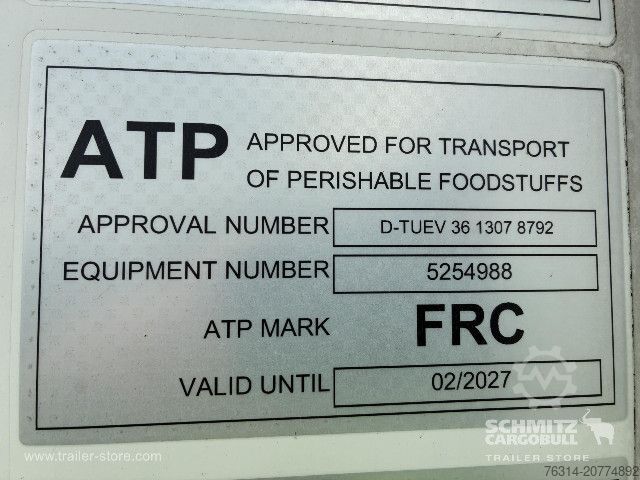 ATP APPROVED FOR TRANSPORT
OF PERISHABLE FOODSTUFFS
APPROVAL NUMBER D-TUEV 36 1307 8792
EQUIPMENT NUMBER 5254988
ATP MARK FRC
VALID UNTIL 02/2027
SCHMITZ
CARGOBULL
TRAILER STORE
www.trailer-store.com
76314-20774892